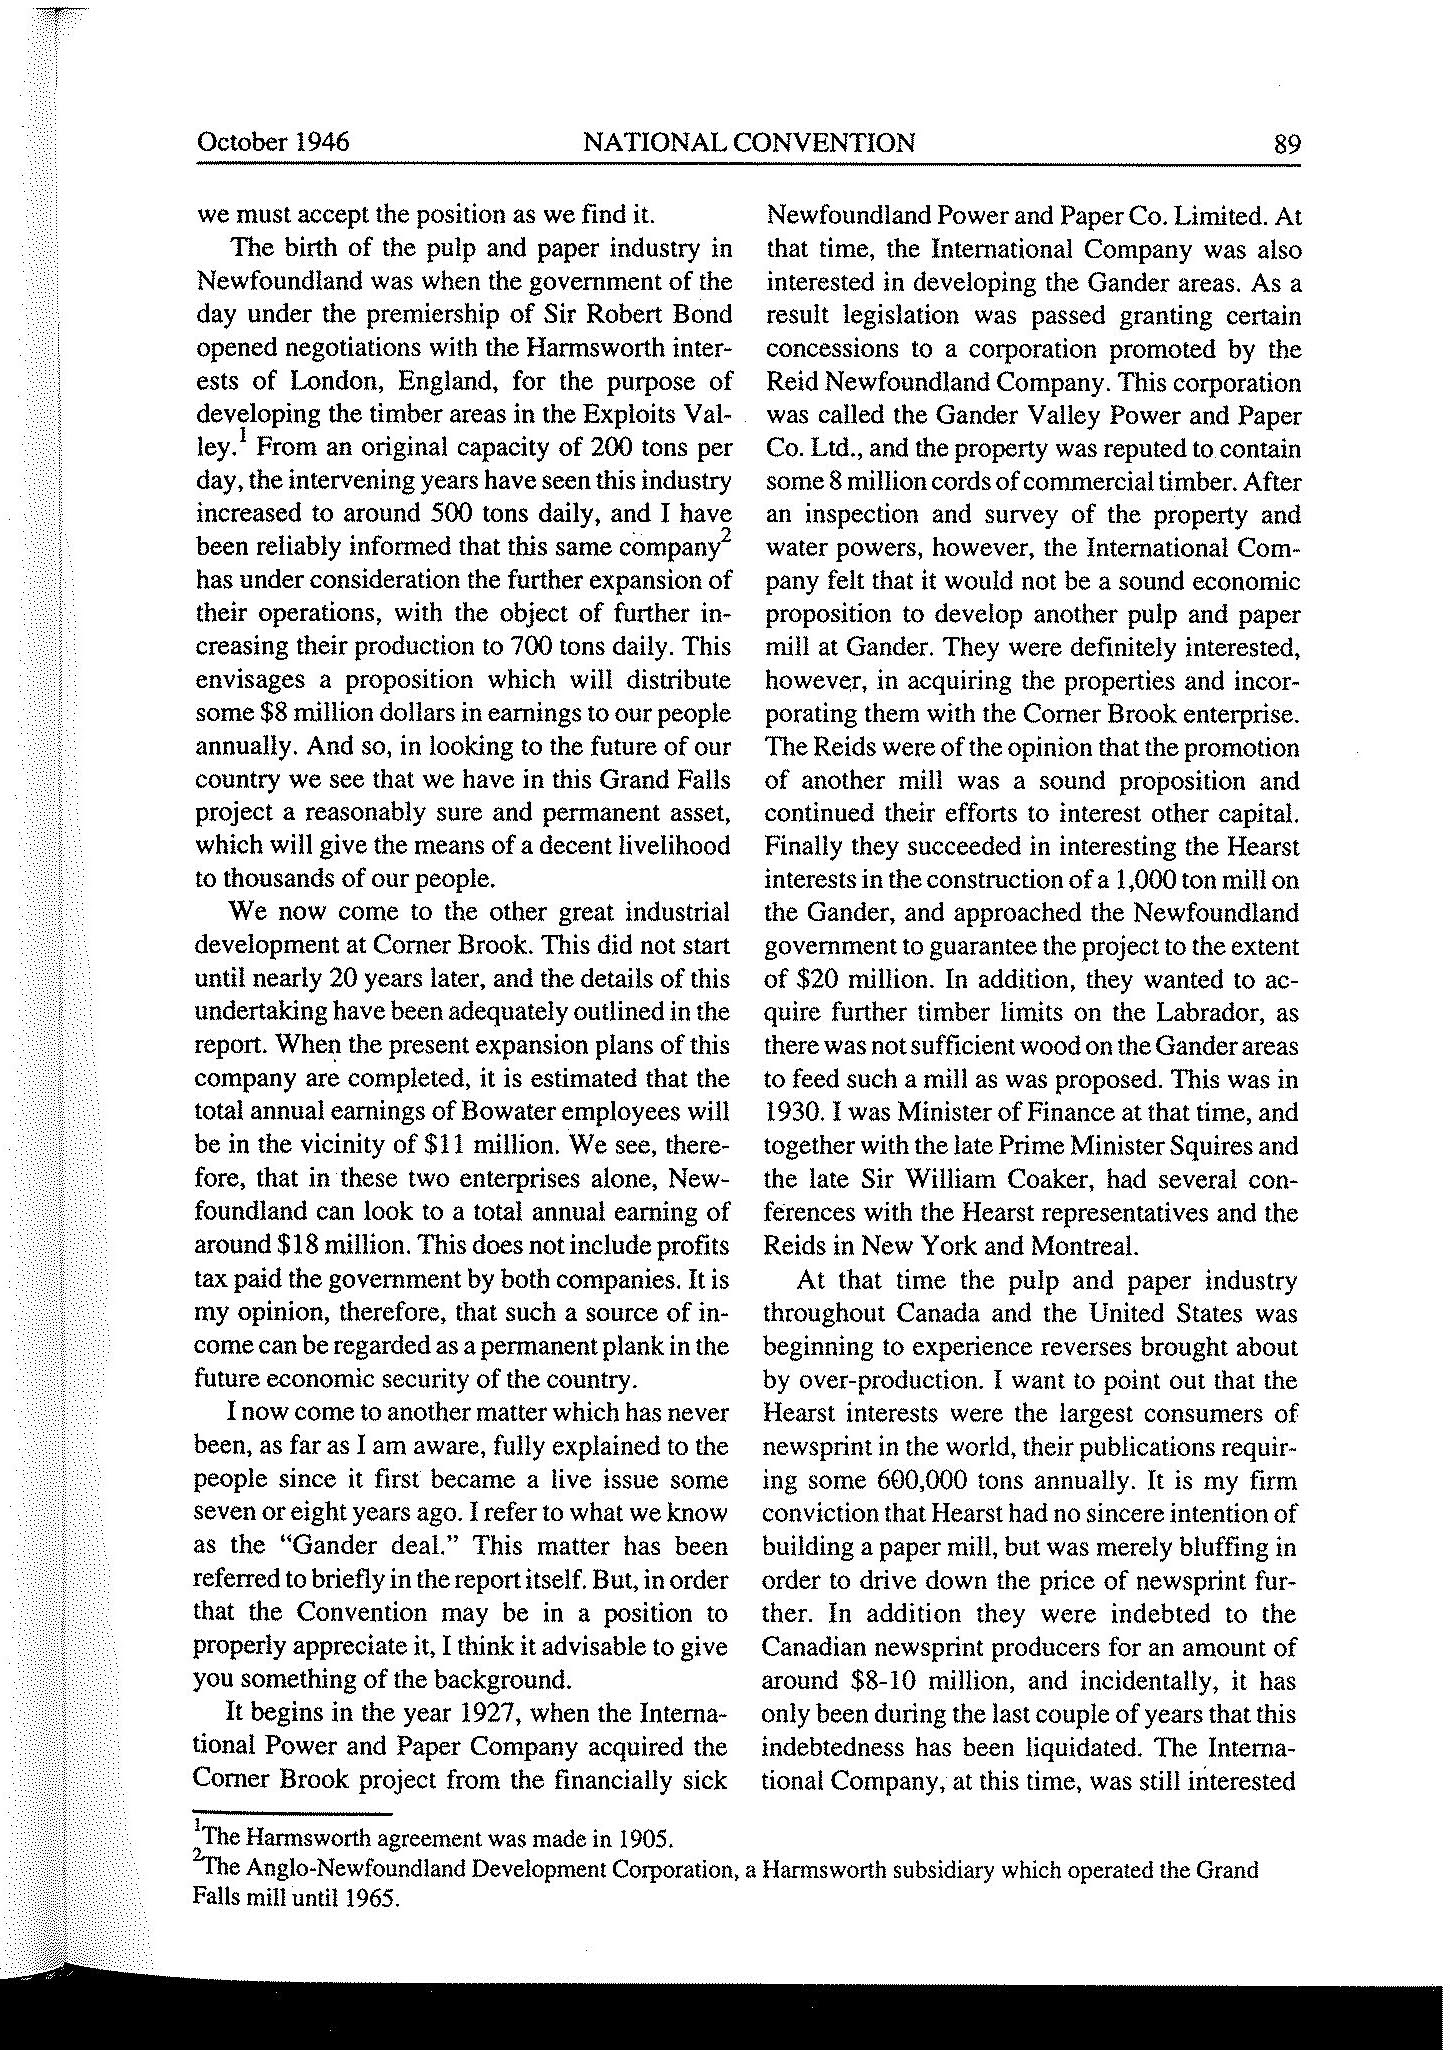 October 1946 NATIONAL CONVENTION 89
we must accept the position as we find it.
The birth of the pulp and paper industry in
Newfoundland was when the government of the
day under the premiership of Sir Robert Bond
opened negotiations with the Harmsworth inter-
ests of London, England, for the purpose of
developing the timber areas in the Exploits Val-
ley.1 From an original capacity of 200 tons per
day, the intervening years have seen this industry
increased to around 500 tons daily, and I have
been reliably informed that this same company2
has under consideration the further expansion of
their operations, with the object of further in-
creasing their production to 700 tons daily. This
envisages a proposition which will distribute
some $8 million dollars in earnings to our people
annually. And so, in looking to the future of our
country we see that we have in this Grand Falls
project a reasonably sure and permanent asset,
which will give the means of a decent livelihood
to thousands of our people.
We now come to the other great industrial
development at Corner Brook. This did not start
until nearly 20 years later, and the details of this
undertaking have been adequately outlined in the
report. When the present expansion plans of this
company are completed, it is estimated that the
total annual earnings of Bowater employees will
be in the vicinity of $11 million. We see, there-
fore, that in these two enterprises alone, New-
foundland can look to a total annual earning of
around $18 million. This does not include profits
tax paid the government by both companies. It is
my opinion, therefore, that such a source of in-
come can be regarded as a permanent plank in the
future economic security of the country.
I now come to another matter which has never
been, as far as I am aware, fully explained to the
people since it first became a live issue some
seven or eight years ago. I refer to what we know
as the "Gander deal." This matter has been
referred to briefly in the report itself. But, in order
that the Convention may be in a position to
properly appreciate it, I think it advisable to give
you something of the background.
It begins in the year 1927, when the Interna-
tional Power and Paper Company acquired the
Corner Brook project from the financially sick
Newfoundland Power and Paper Co. Limited. At
that time, the International Company was also
interested in developing the Gander areas. As a
result legislation was passed granting certain
concessions to a corporation promoted by the
Reid Newfoundland Company. This corporation
was called the Gander Valley Power and Paper
Co. Ltd., and the property was reputed to contain
some 8 million cords of commercial timber. After
an inspection and survey of the property and
water powers, however, the International Com-
pany felt that it would not be a sound economic
proposition to develop another pulp and paper
mill at Gander. They were definitely interested,
however, in acquiring the properties and incor-
porating them with the Corner Brook enterprise.
The Reids were of the opinion that the promotion
of another mill was a sound proposition and
continued their efforts to interest other capital.
Finally they succeeded in interesting the Hearst
interests in the construction of a 1,000 ton mill on
the Gander, and approached the Newfoundland
government to guarantee the project to the extent
of $20 million. In addition, they wanted to ac-
quire further timber limits on the Labrador, as
there was not sufficient wood on the Gander areas
to feed such a mill as was proposed. This was in
1930. I was Minister of Finance at that time, and
together with the late Prime Minister Squires and
the late Sir William Coaker, had several con-
ferences with the Hearst representatives and the
Reids in New York and Montreal.
At that time the pulp and paper industry
throughout Canada and the United States was
beginning to experience reverses brought about
by over-production. I want to point out that the
Hearst interests were the largest consumers of
newsprint in the world, their publications requir-
ing some 600,000 tons annually. It is my firm
conviction that Hearst had no sincere intention of
building a paper mill, but was merely bluffing in
order to drive down the price of newsprint fur-
ther. In addition they were indebted to the
Canadian newsprint producers for an amount of
around $8-10 million, and incidentally, it has
only been during the last couple of years that this
indebtedness has been liquidated. The Interna-
tional Company, at this time, was still interested
1The Harmsworth agreement was made in 1905.
2The Anglo-Newfoundland Development Corporation, a Harmsworth subsidiary which operated the Grand
Falls mill until 1965.